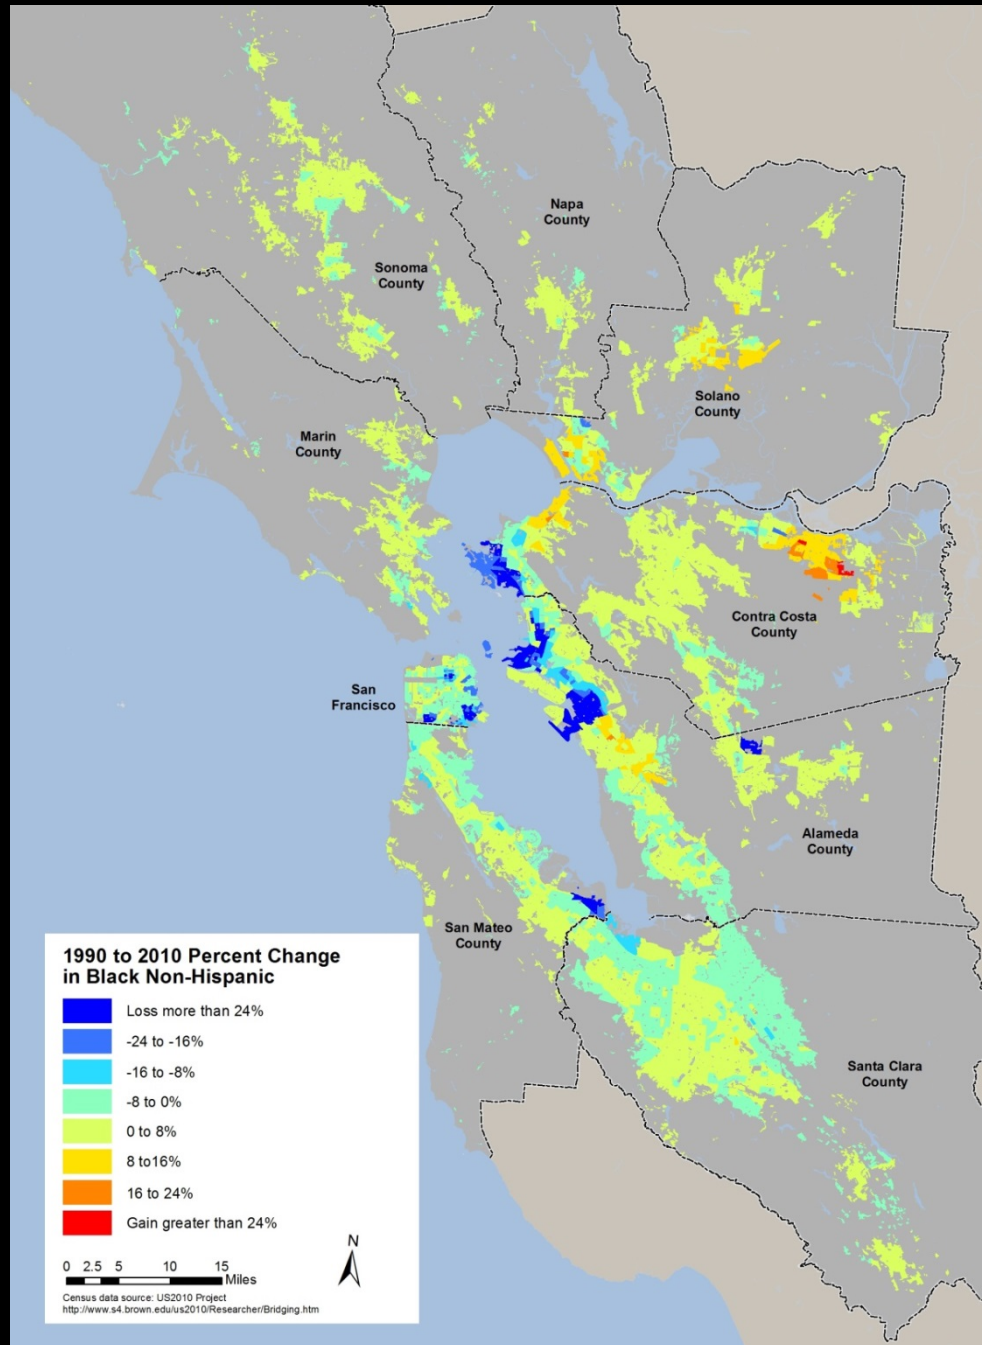 Napa
County
Sonoma
County
Solano
County
Marin
County
Contra Costa
County
San
Francisco
Alameda
County
San Mateo
County
Santa Clara
County
1990 to 2010 Percent Change
in Black Non-Hispanic
Loss more than 24%
-24 to -16%
-16 to -8%
-8 to 0%
0 to 8%
8 to16%
16 to 24%
Gain greater than 24%
N
0 2.5 5 10 15
Miles
Census data source: US2010 Project
http://www.s4.brown.edu/us2010/Researcher/Bridging.htm